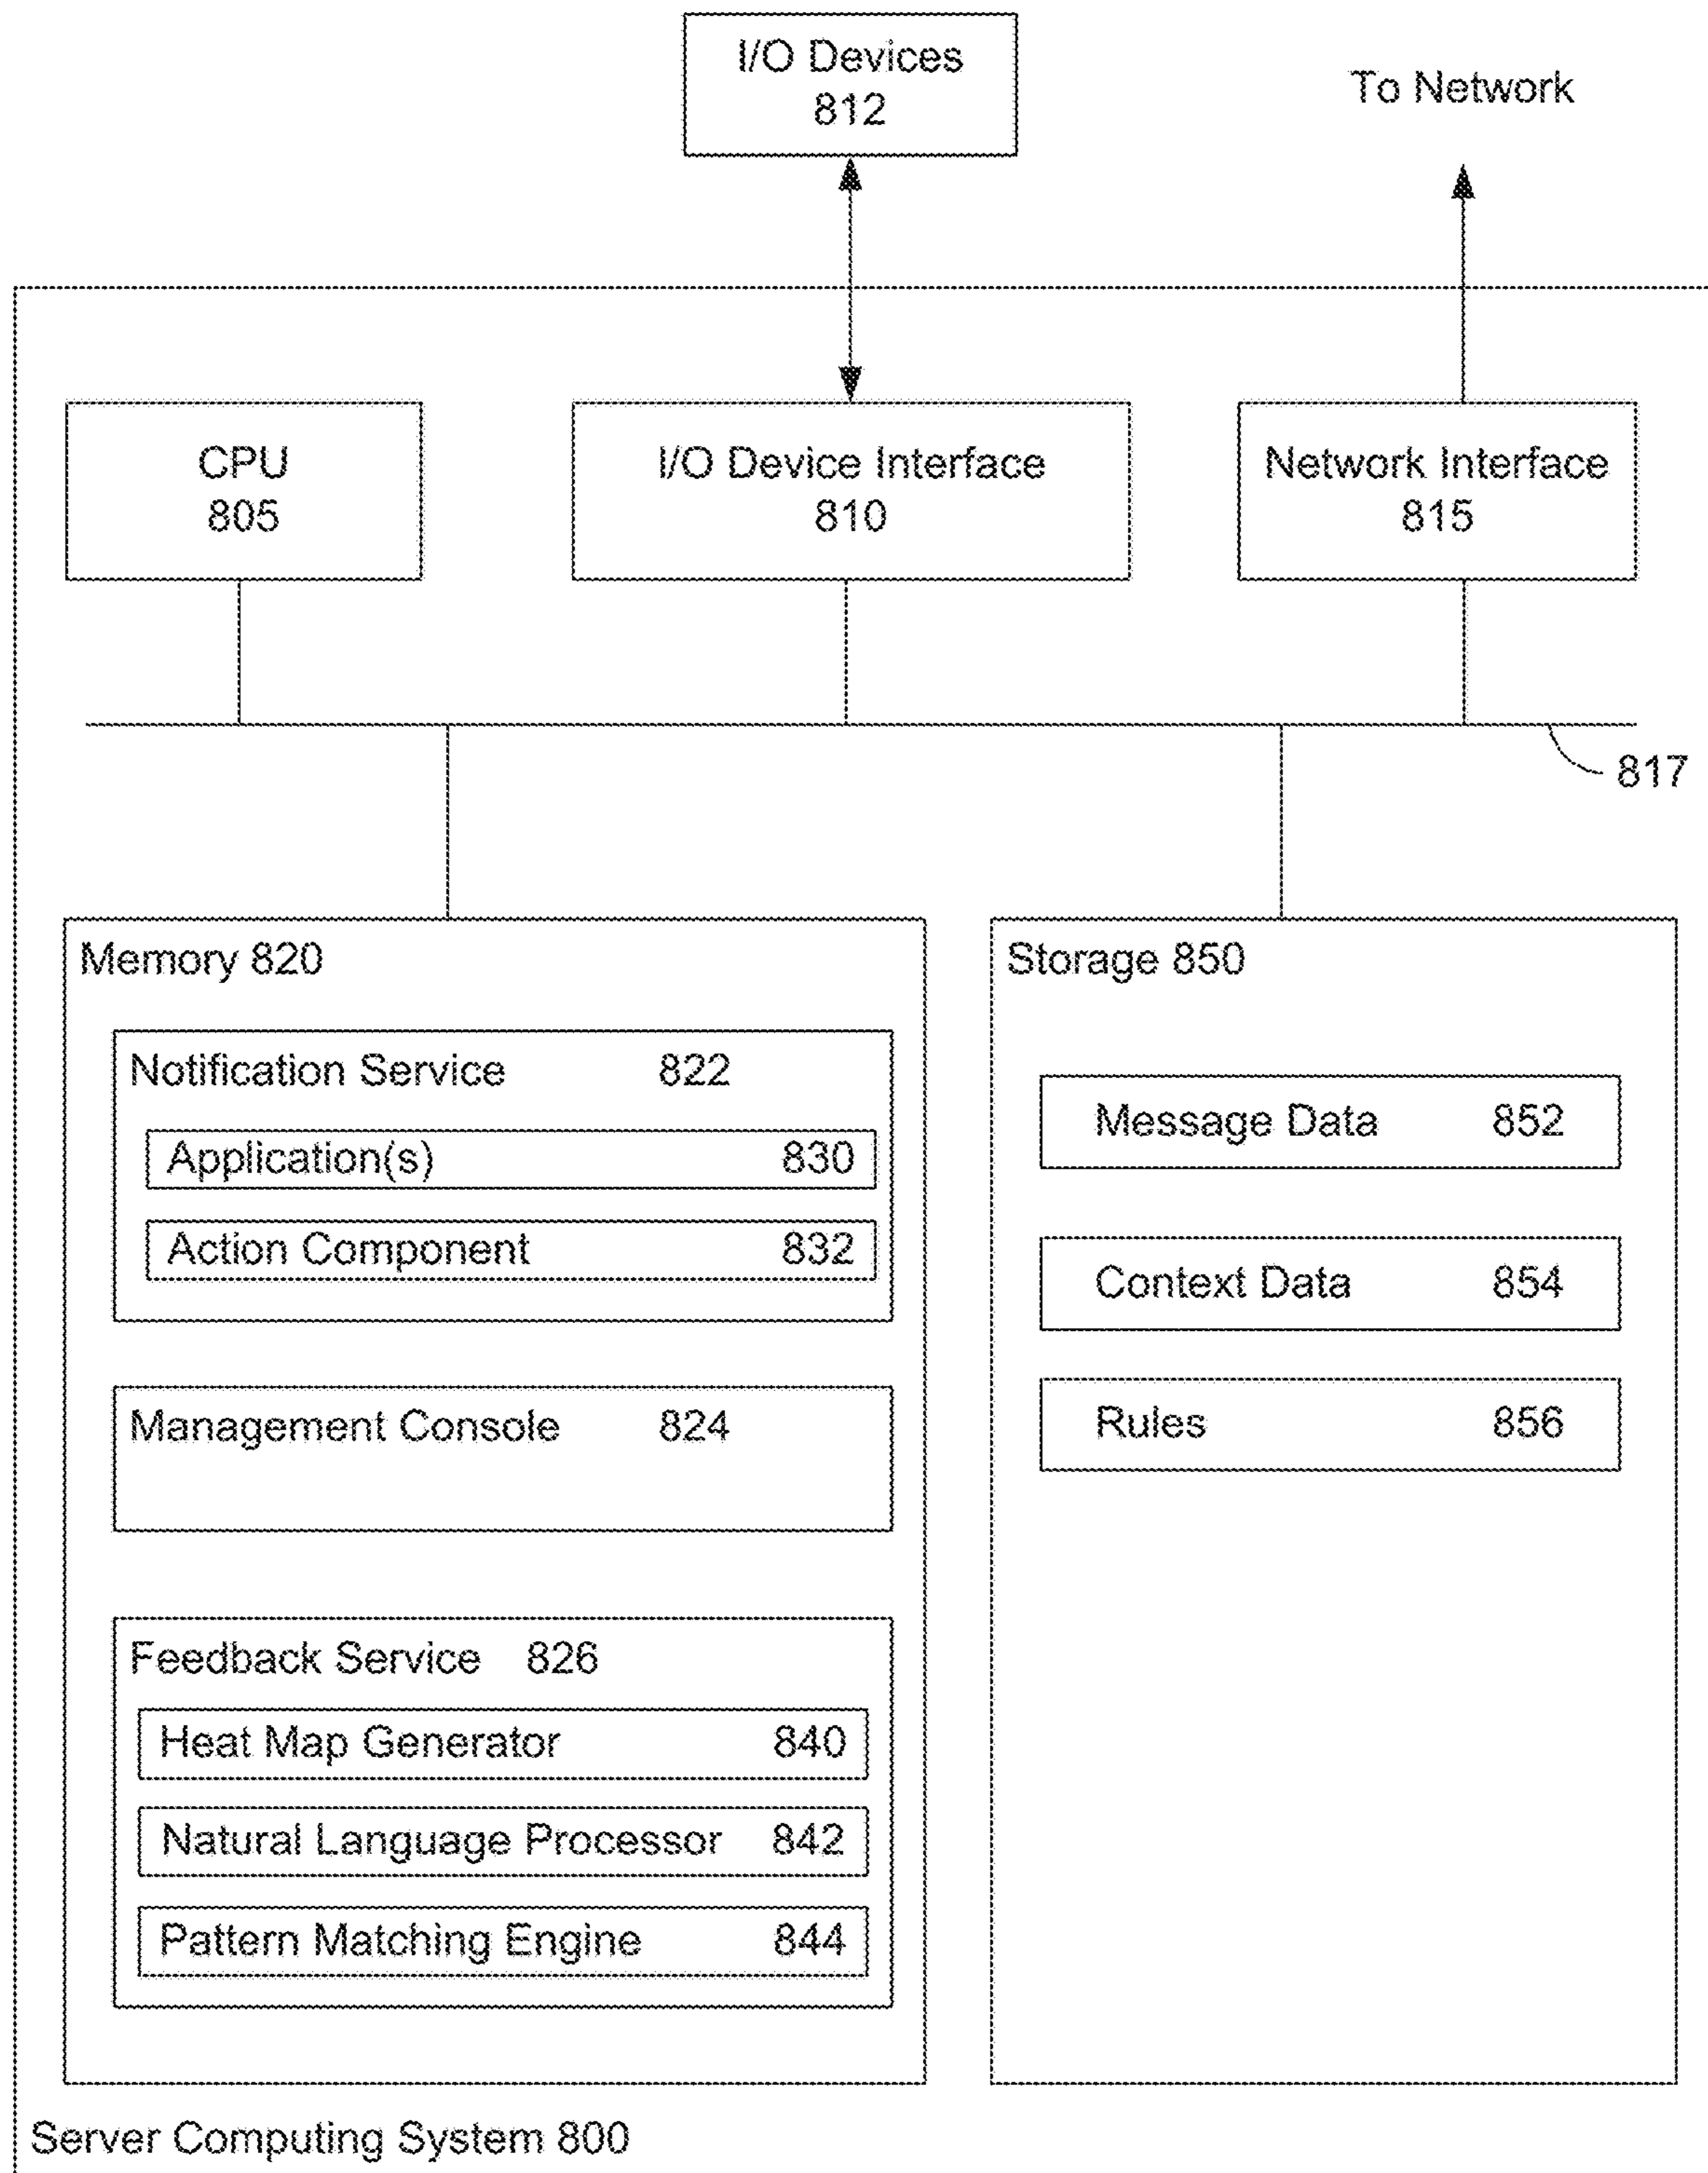 I/O Devices
812
To Network
CPU
805
I/O Device Interface
810
Network Interface
815
817
Memory 820
Notification Service 822
Application(s) 830
Action Component 832
Management Console 824
Feedback Service 826
Heat Map Generator 840
Natural Language Processor 842
Pattern Matching Engine 844
Storage 850
Message Data 852
Context Data 854
Rules 856
Server Computing System 800